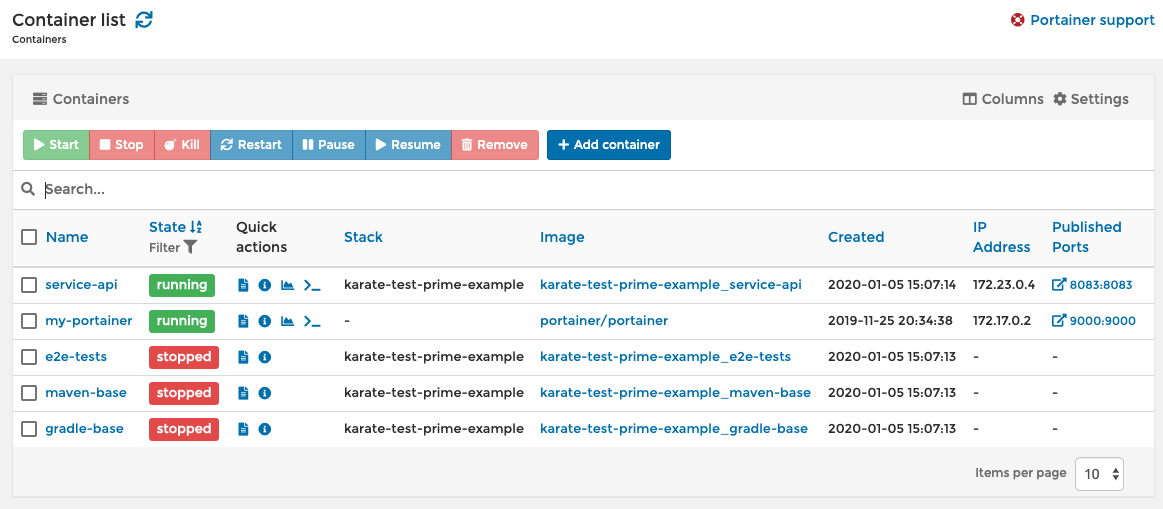 Container list
Portainer support
Containers
Containers
Columns Settings
Start Stop Kill Restart Pause Resume Remove Add container
Search...
Name State Filter Quick actions Stack Image Created IP Address Published Ports
service-api running karate-test-prime-example karate-test-prime-example_service-api 2020-01-05 15:07:14 172.23.0.4 8083:8083
my-portainer running - portainer/portainer 2019-11-25 20:34:38 172.17.0.2 9000:9000
e2e-tests stopped karate-test-prime-example karate-test-prime-example_e2e-tests 2020-01-05 15:07:13 - -
maven-base stopped karate-test-prime-example karate-test-prime-example_maven-base 2020-01-05 15:07:13 - -
gradle-base stopped karate-test-prime-example karate-test-prime-example_gradle-base 2020-01-05 15:07:13 - -
Items per page 10